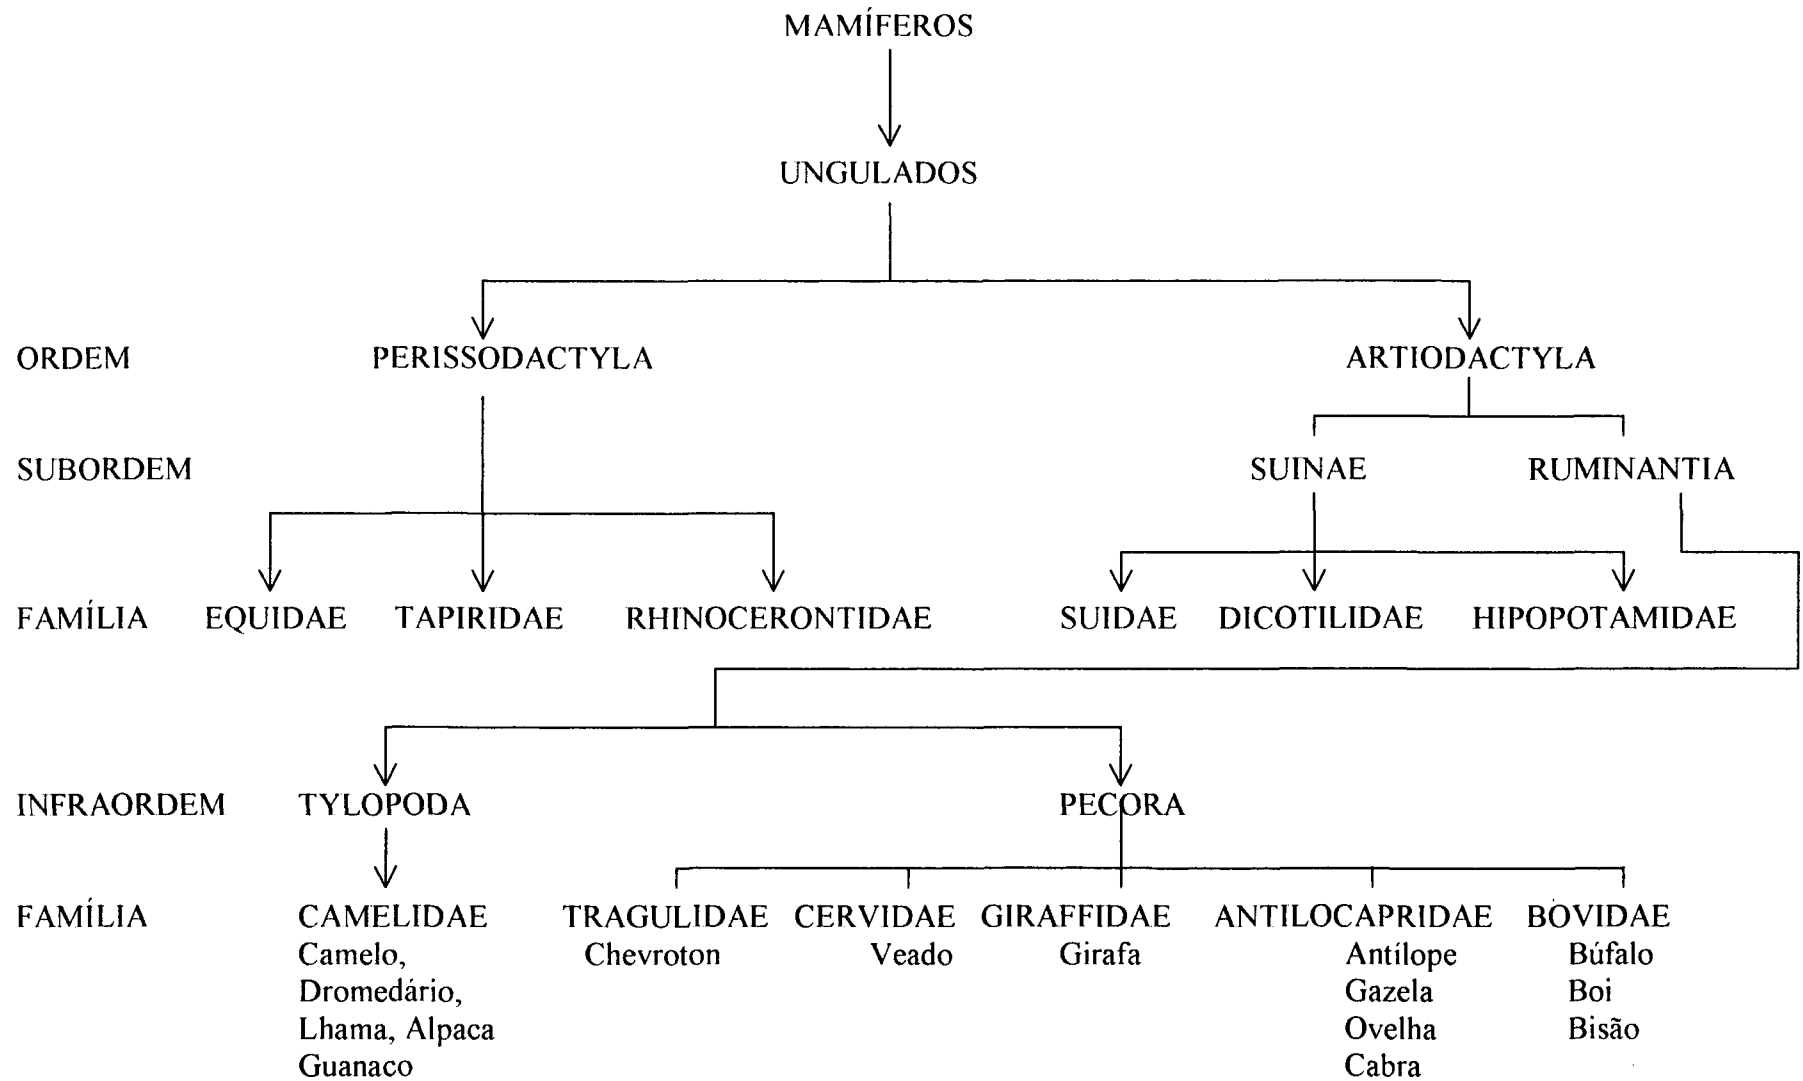 MAMÍFEROS
UNGULADOS
ORDEM PERISSODACTYLA ARTIODACTYLA
SUBORDEM SUINAE RUMINANTIA
FAMÍLIA EQUIDAE TAPIRIDAE RHINOCERONTIDAE SUIDAE DICOTILIDAE HIPOPOTAMIDAE
INFRAORDEM TYLOPODA PECORA
FAMÍLIA CAMELIDAE TRAGULIDAE CERVIDAE GIRAFFIDAE ANTILOCAPRIDAE BOVIDAE
Camelo, Chevroton Veado Girafa Antílope Búfalo
Dromedário, Gazela Boi
Lhama, Alpaca Ovelha Bisão
Guanaco Cabra